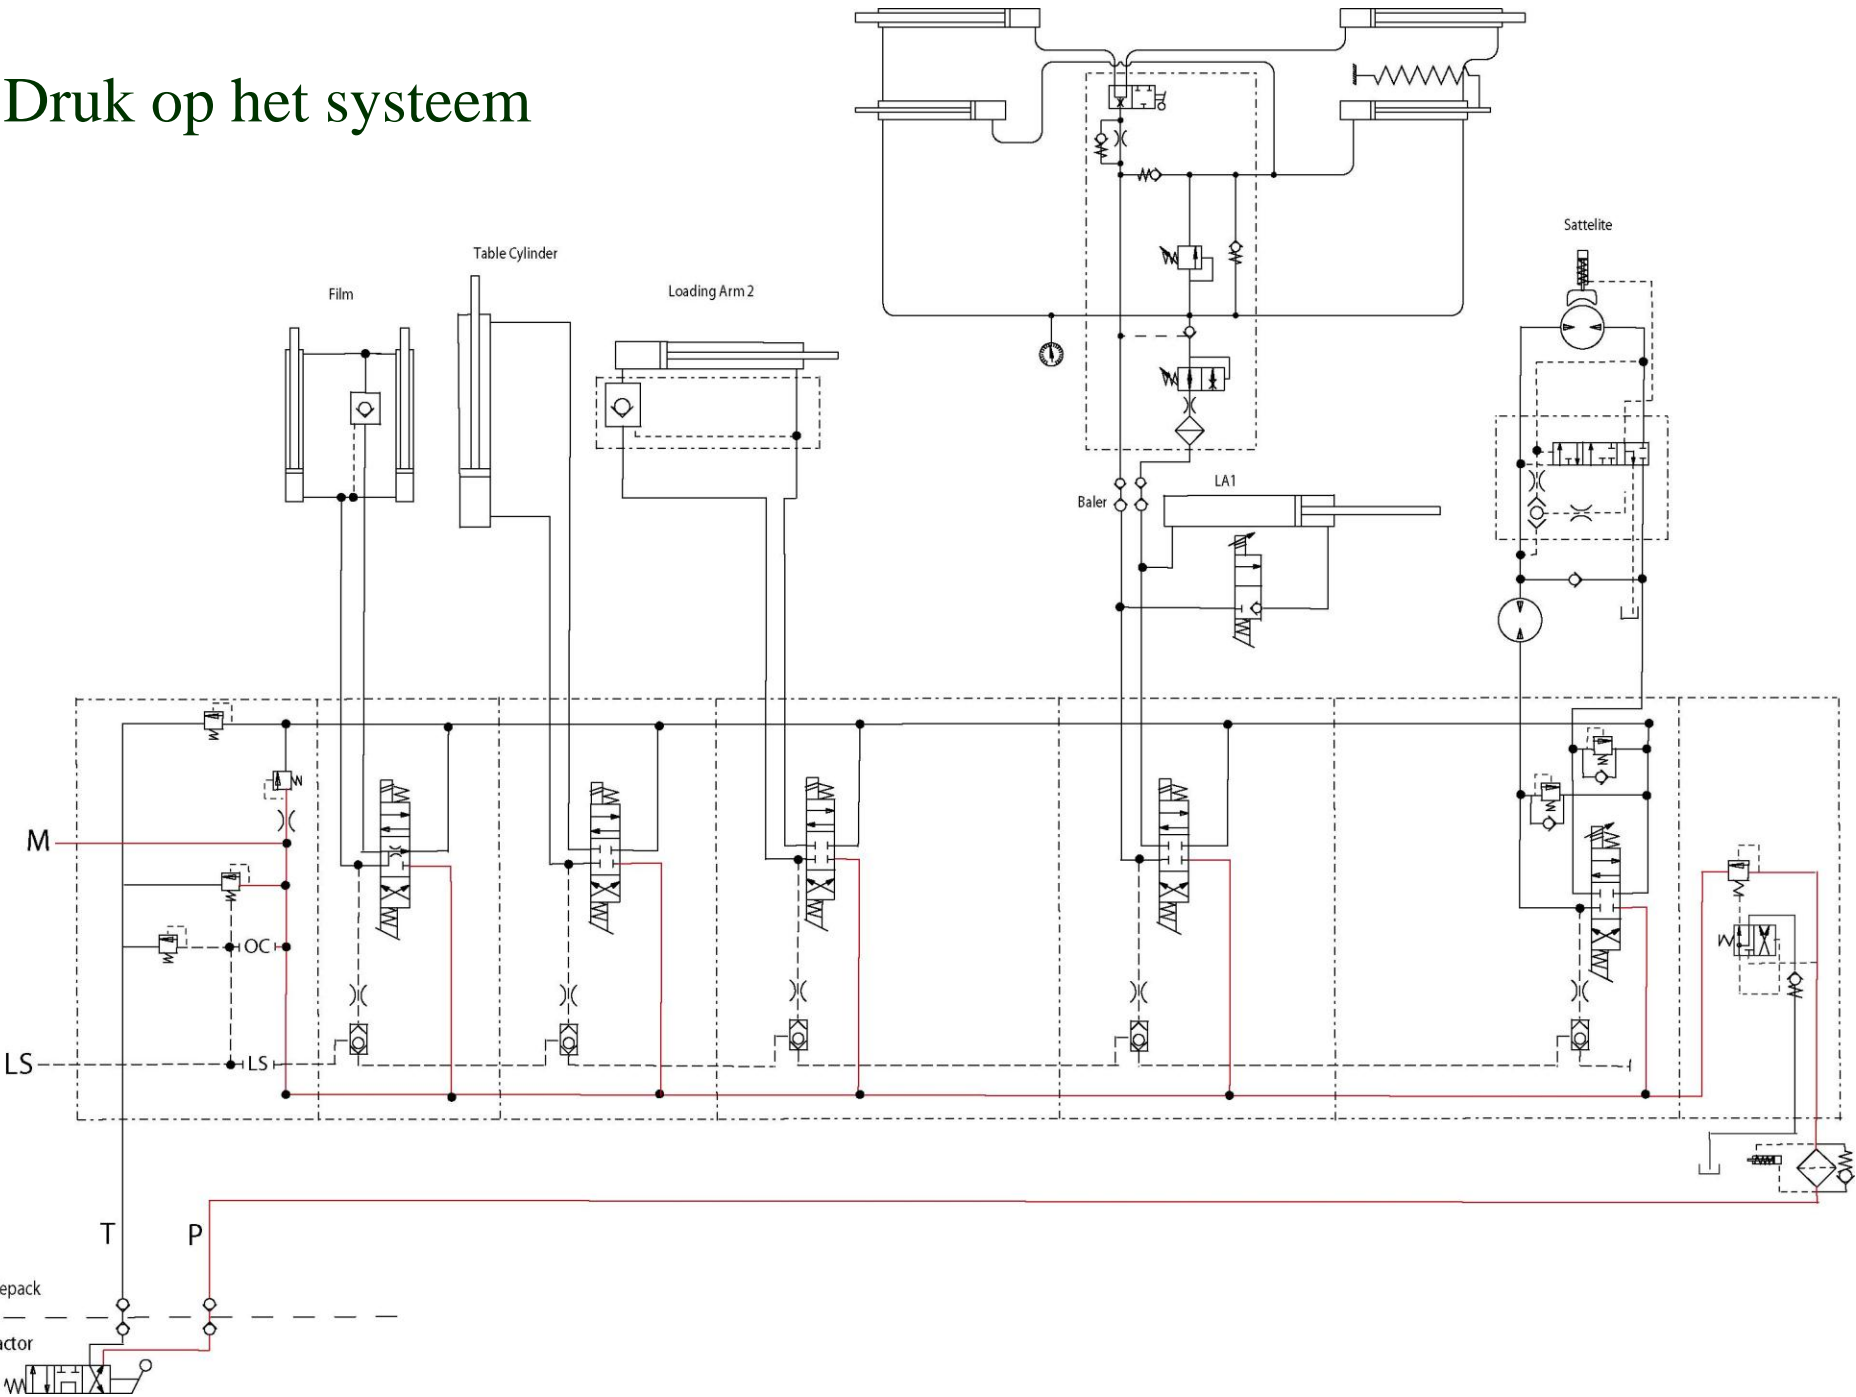 Druk op het systeem
Sattelite
Table Cylinder
Film
Loading Arm 2
LA1
Baler
M
OC
LS
LS
T
P
epack
actor